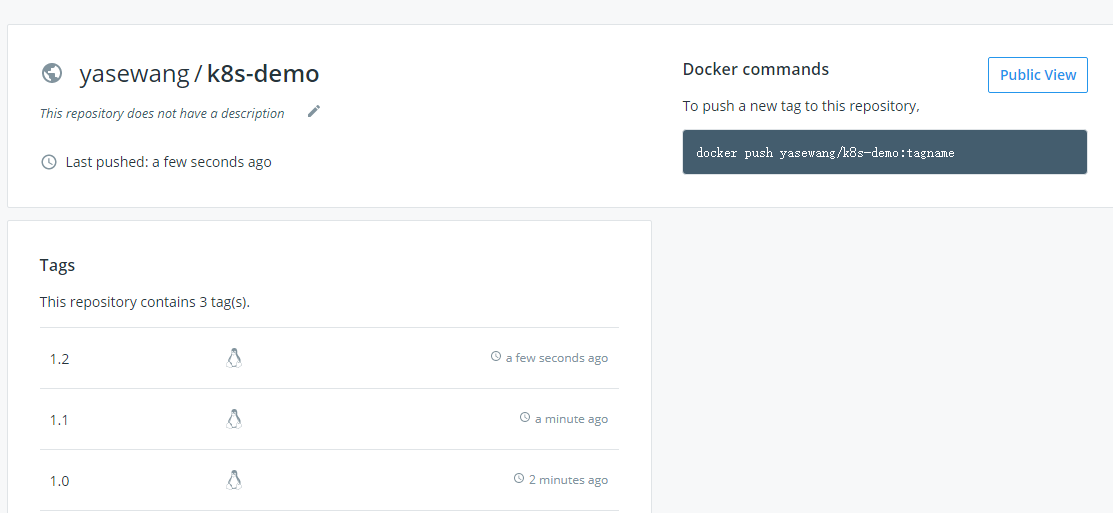 yasewang / k8s-demo
This repository does not have a description
Last pushed: a few seconds ago
Docker commands
Public View
To push a new tag to this repository,
docker push yasewang/k8s-demo:tagname
Tags
This repository contains 3 tag(s).
1.2 a few seconds ago
1.1 a minute ago
1.0 2 minutes ago